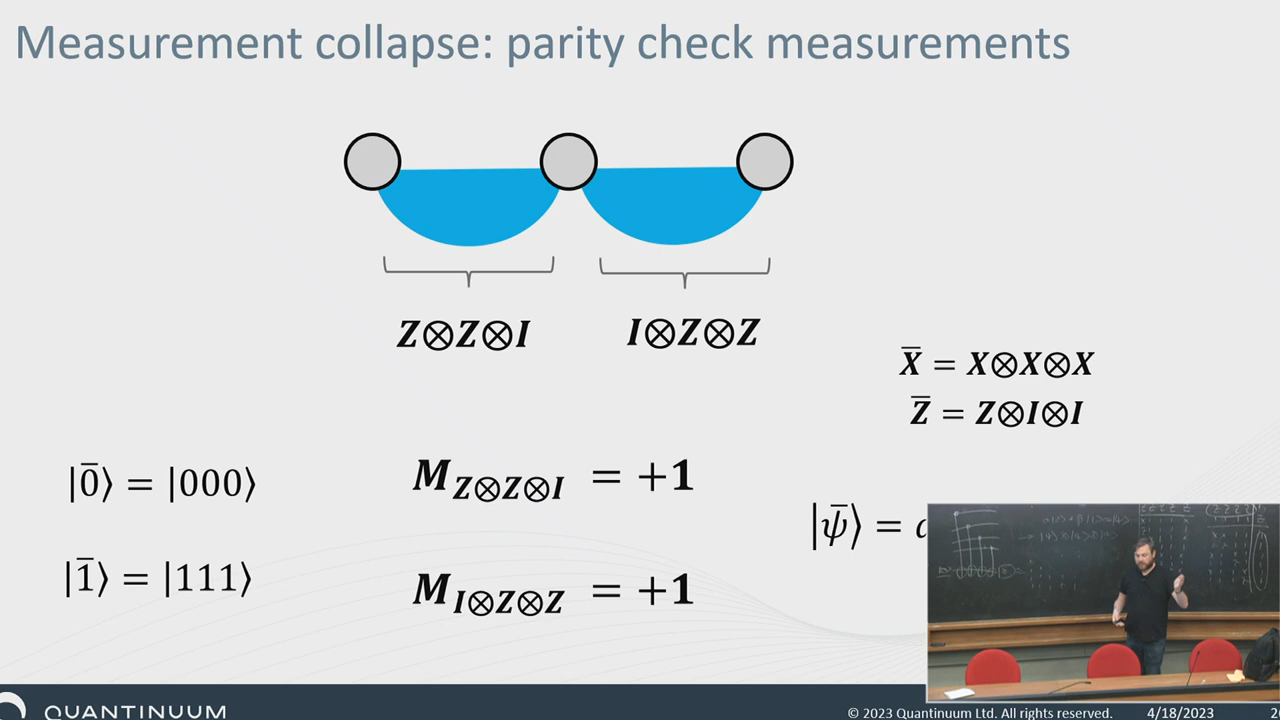 Measurement collapse: parity check measurements
Z⊗Z⊗I
I⊗Z⊗Z
X̅ = X⊗X⊗X
Z̅ = Z⊗I⊗I
|0̅⟩ = |000⟩
M_{Z⊗Z⊗I} = +1
|ψ̅⟩ =
|1̅⟩ = |111⟩
M_{I⊗Z⊗Z} = +1
QUANTINUUM
© 2023 Quantinuum Ltd. All rights reserved.
4/18/2023